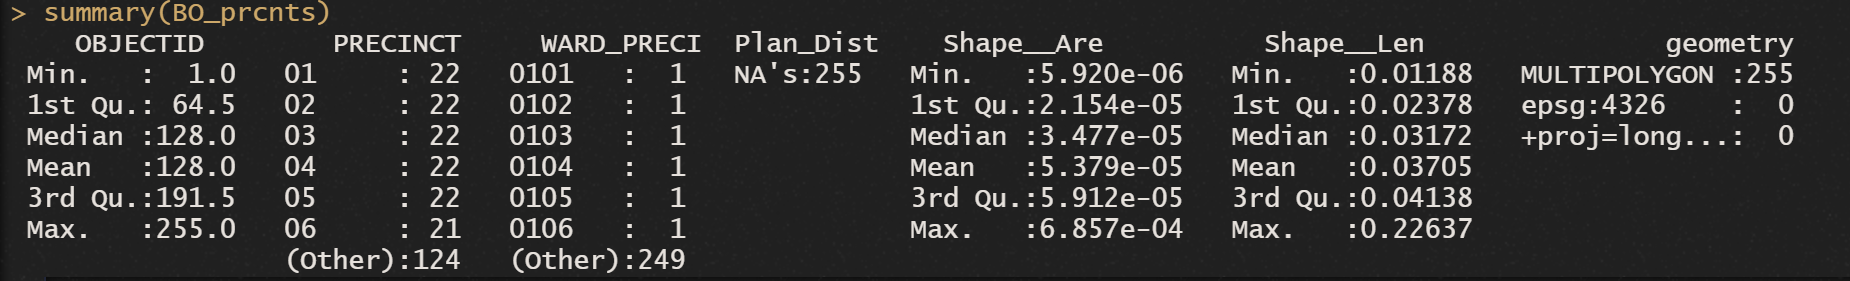 > summary(BO_prcnts)
    OBJECTID        PRECINCT     WARD_PRECI  Plan_Dist    Shape__Are          Shape__Len               geometry
 Min.   :  1.0   01     : 22   0101   :  1   NA's:255   Min.   :5.920e-06   Min.   :0.01188   MULTIPOLYGON :255
 1st Qu.: 64.5   02     : 22   0102   :  1              1st Qu.:2.154e-05   1st Qu.:0.02378   epsg:4326    :  0
 Median :128.0   03     : 22   0103   :  1              Median :3.477e-05   Median :0.03172   +proj=long...:  0
 Mean   :128.0   04     : 22   0104   :  1              Mean   :5.379e-05   Mean   :0.03705
 3rd Qu.:191.5   05     : 22   0105   :  1              3rd Qu.:5.912e-05   3rd Qu.:0.04138
 Max.   :255.0   06     : 21   0106   :  1              Max.   :6.857e-04   Max.   :0.22637
                 (Other):124   (Other):249